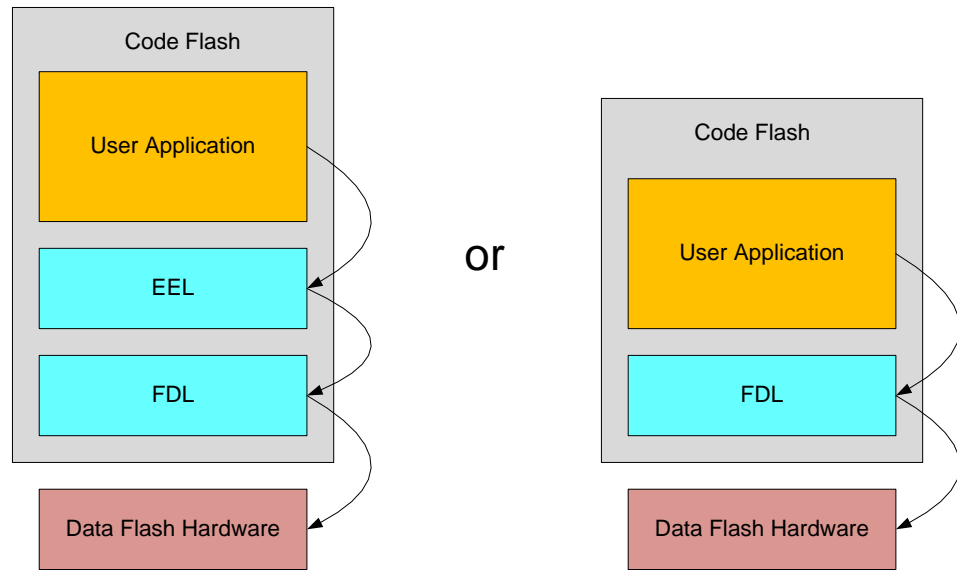 Code Flash
User Application
EEL
FDL
Data Flash Hardware
or
Code Flash
User Application
FDL
Data Flash Hardware